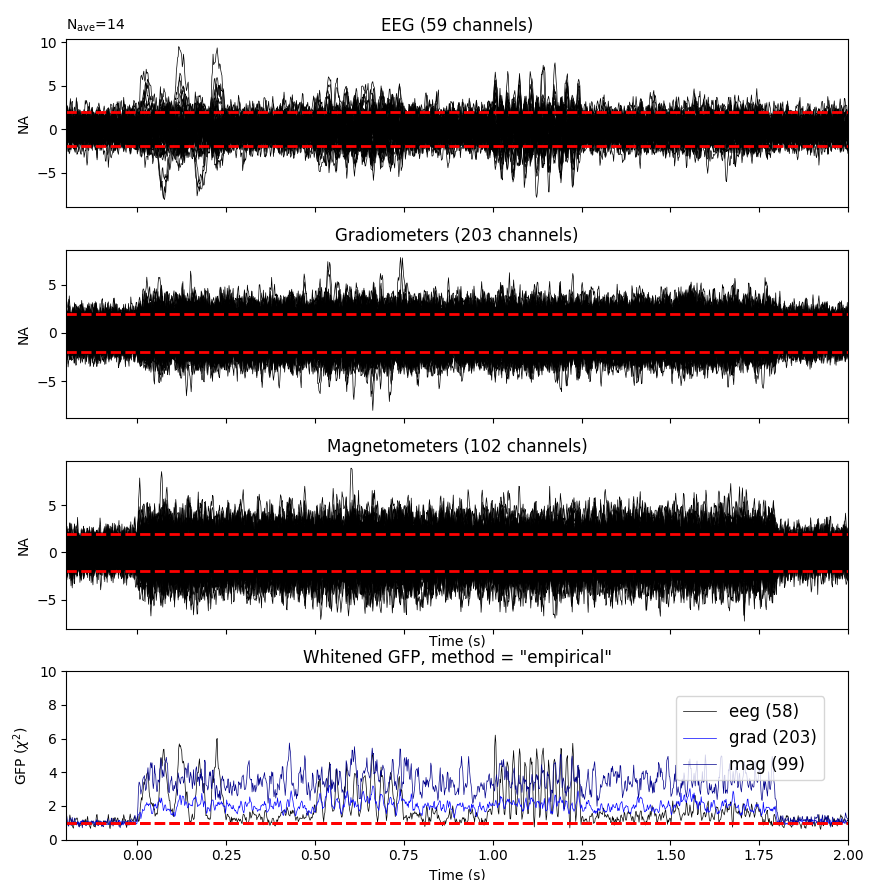 N_ave=14
EEG (59 channels)
10
5
0
−5
NA
Gradiometers (203 channels)
5
0
−5
NA
Magnetometers (102 channels)
5
0
−5
NA
Time (s)
Whitened GFP, method = "empirical"
10
8
6
4
2
0
GFP (χ²)
eeg (58)
grad (203)
mag (99)
0.00 0.25 0.50 0.75 1.00 1.25 1.50 1.75 2.00
Time (s)